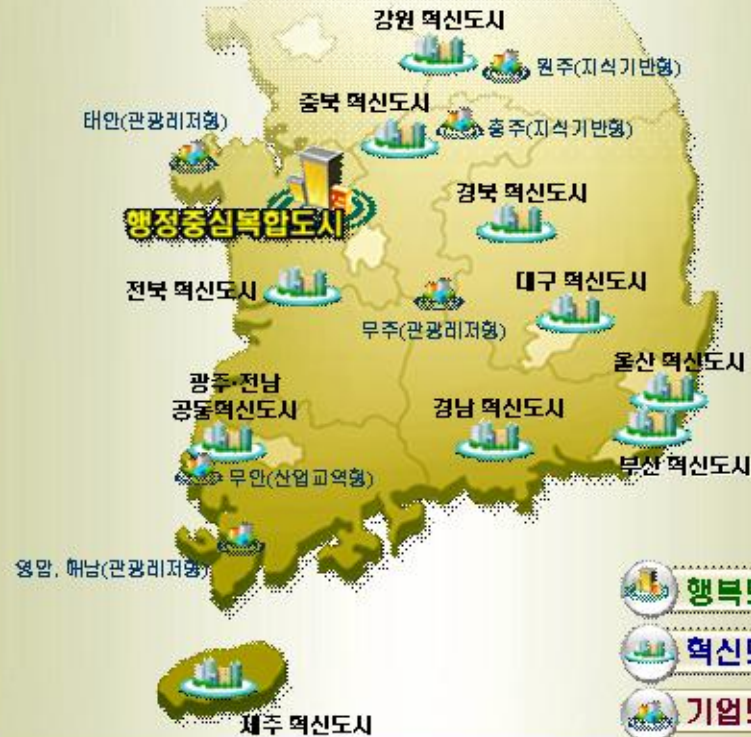 강원 혁신도시
원주(지식기반형)
중북 혁신도시
충주(지식기반형)
태안(관광레저형)
행정중심복합도시
경북 혁신도시
전북 혁신도시
대구 혁신도시
무주(관광레저형)
울산 혁신도시
광주·전남
공동혁신도시
경남 혁신도시
부산 혁신도시
무안(산업교역형)
영암, 해남(관광레저형)
행복도
혁신도
기업도
제주 혁신도시